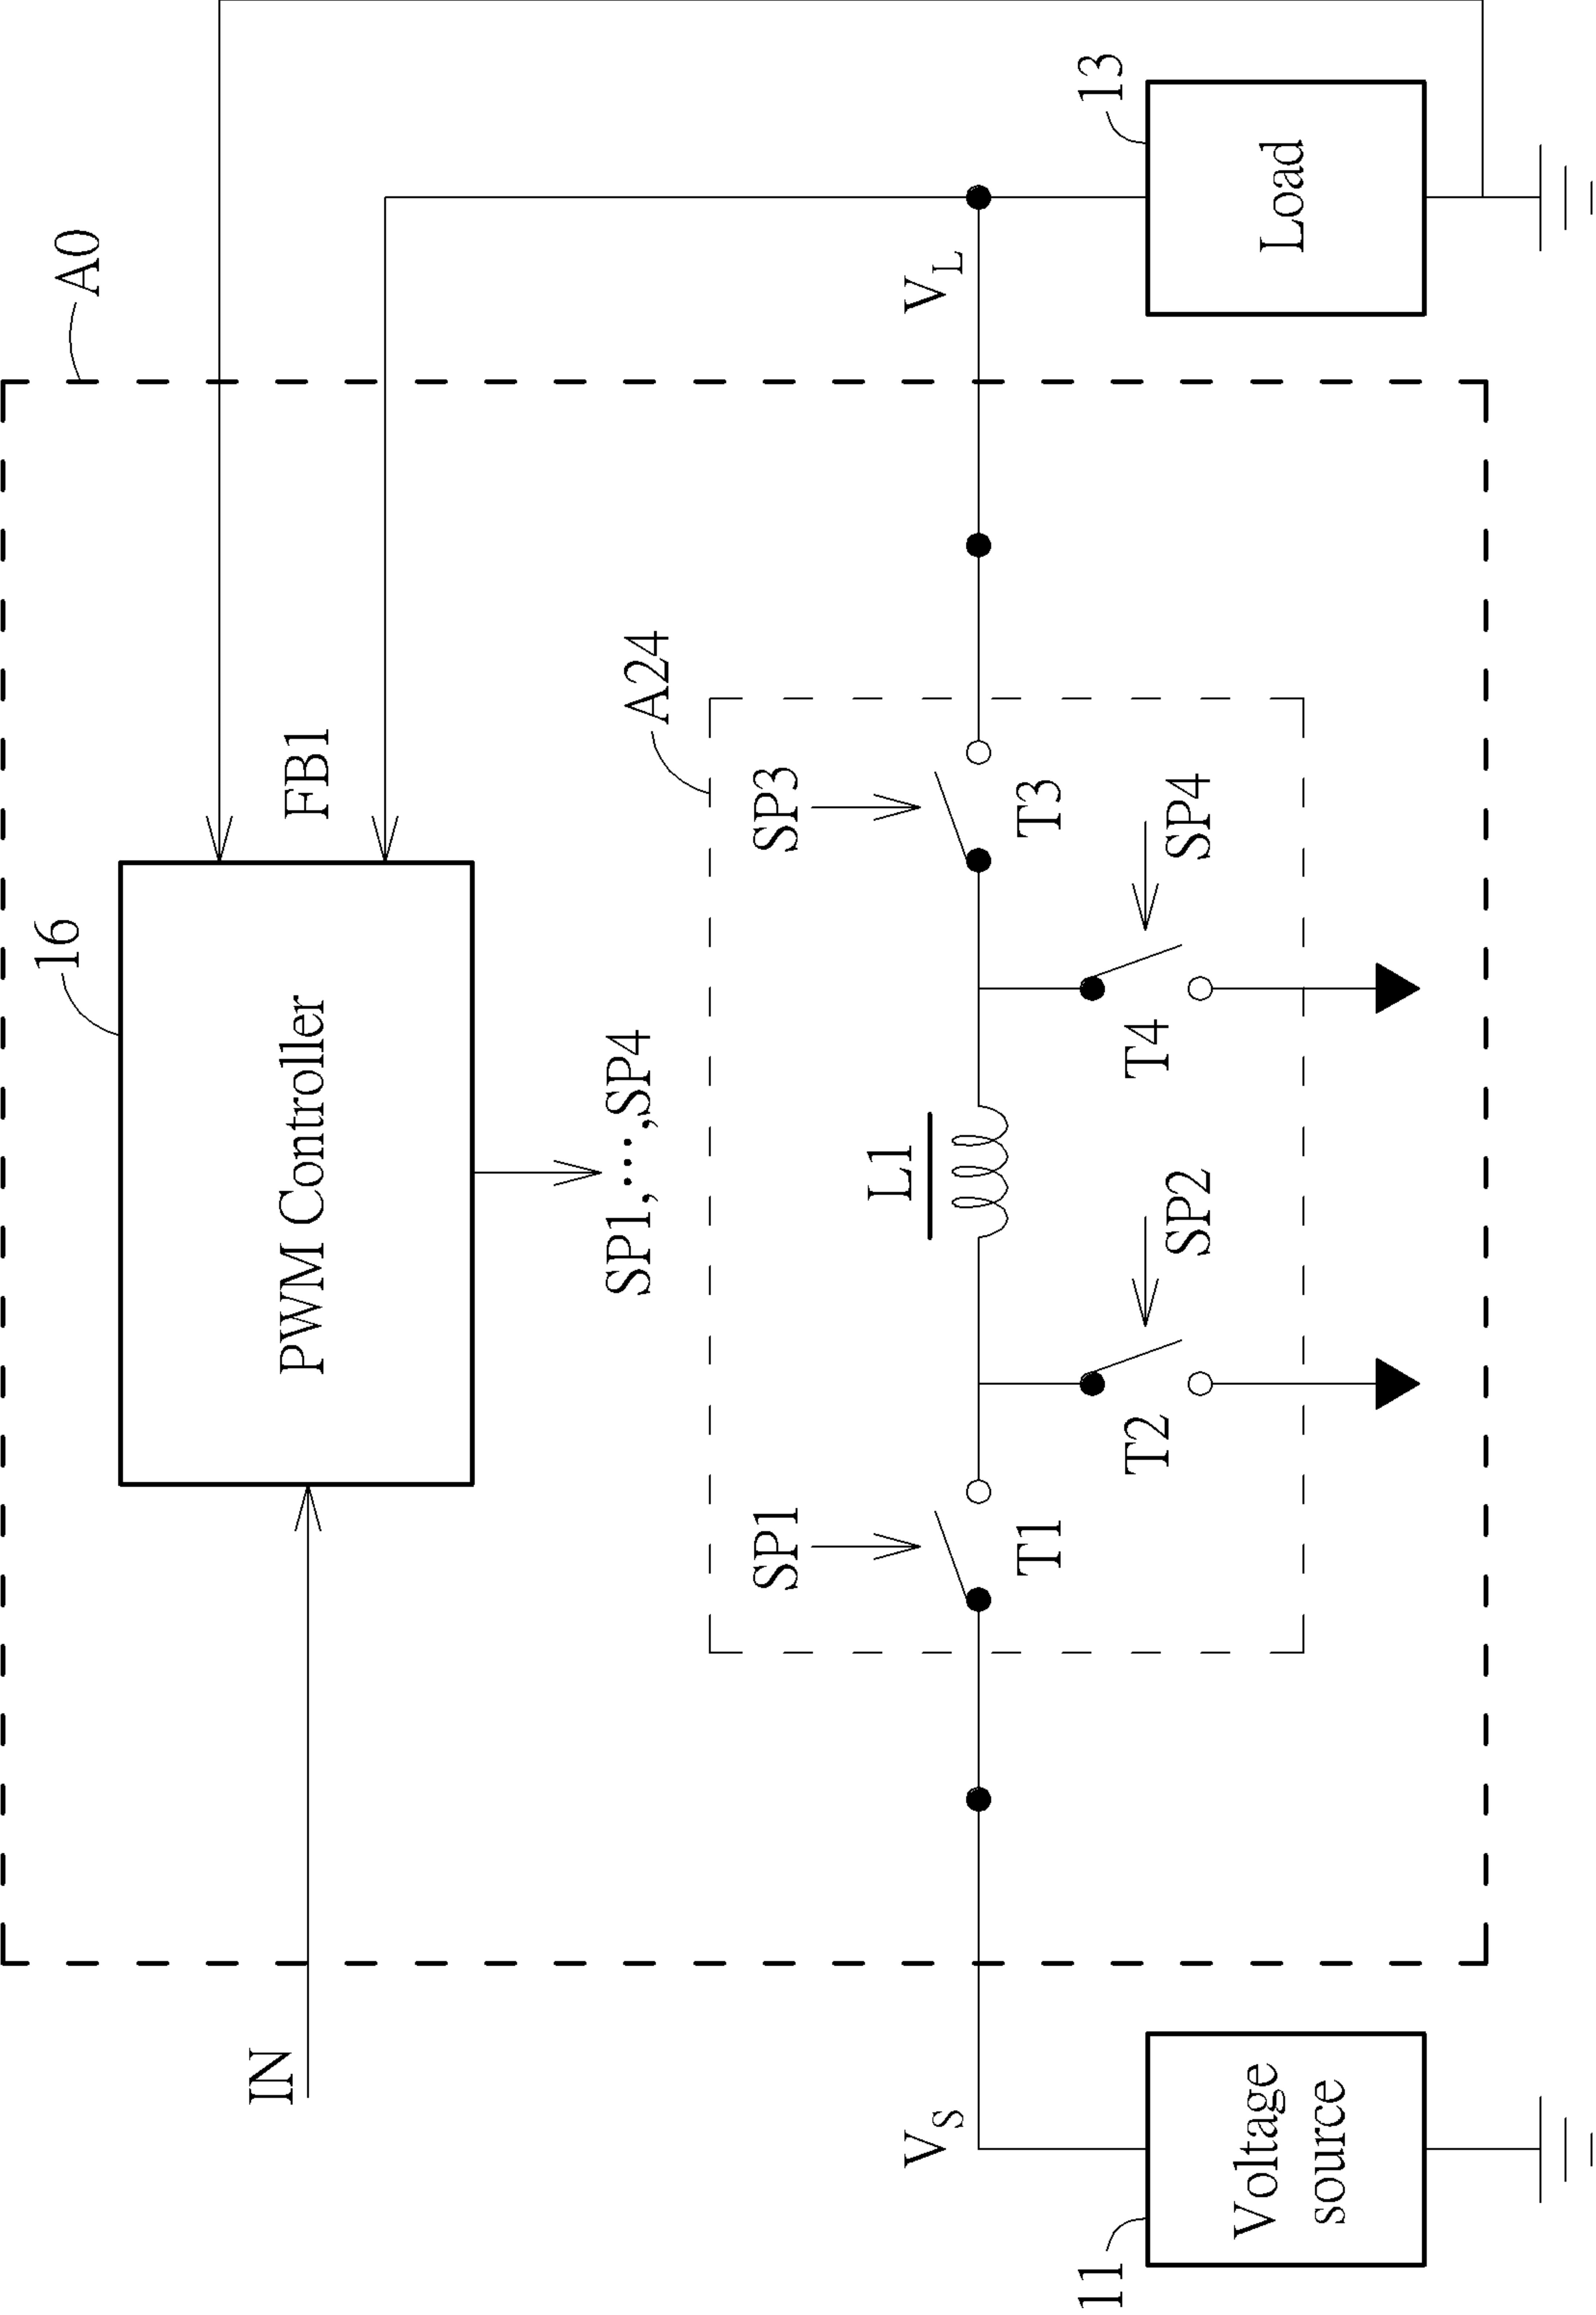 A0
16
IN
PWM Controller
FB1
SP1,⋯,SP4
A24
SP1
SP3
L1
VS
VL
T1
T3
11
13
T2
T4
SP2
SP4
Voltage
source
Load